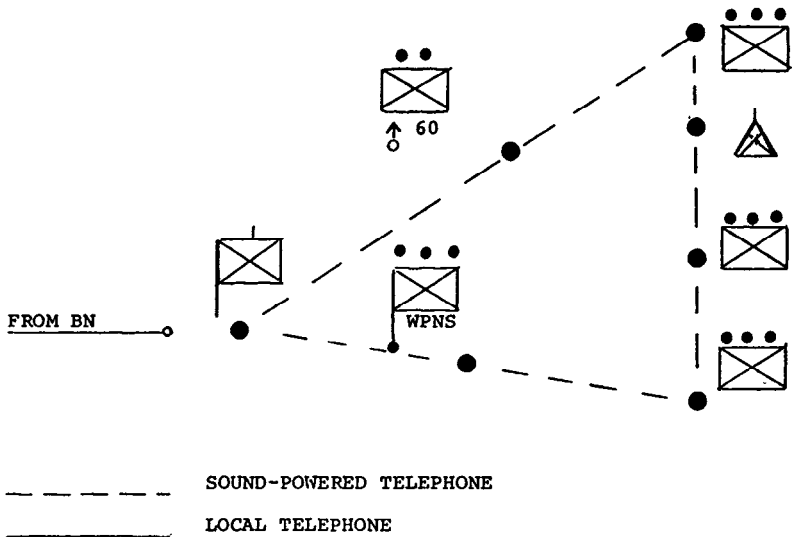 60
WPNS
FROM BN
SOUND-POWERED TELEPHONE
LOCAL TELEPHONE